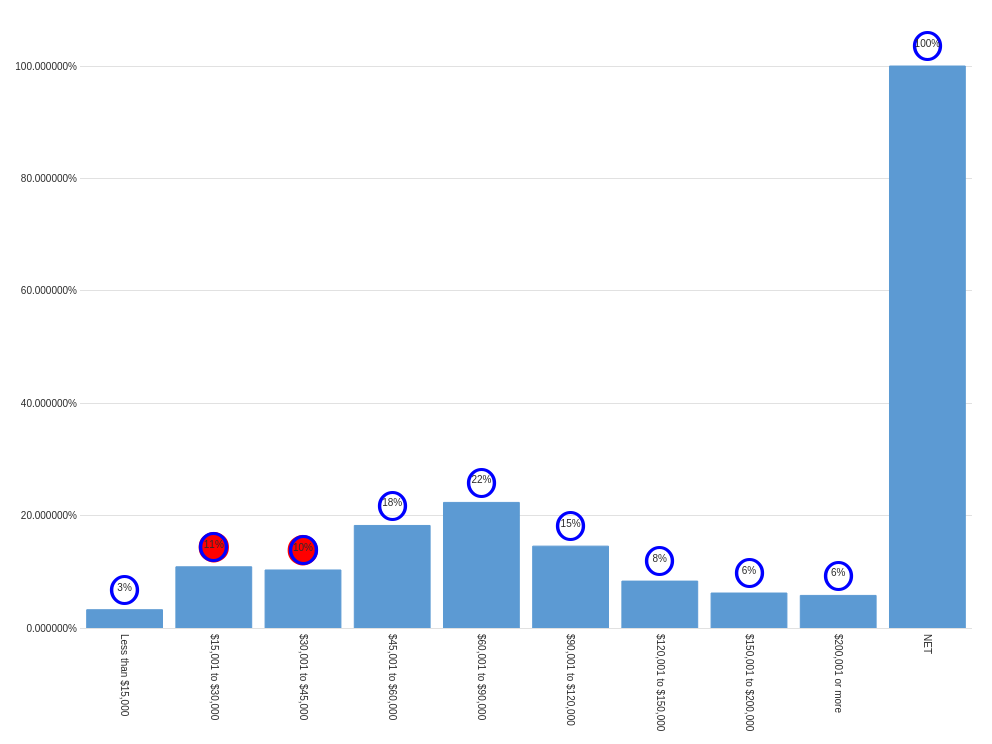 100%
100.000000%
80.000000%
60.000000%
40.000000%
22%
18%
15%
20.000000%
11%
10%
8%
6%
6%
3%
0.000000%
Less than $15,000
$15,001 to $30,000
$30,001 to $45,000
$45,001 to $60,000
$60,001 to $90,000
$90,001 to $120,000
$120,001 to $150,000
$150,001 to $200,000
$200,001 or more
NET